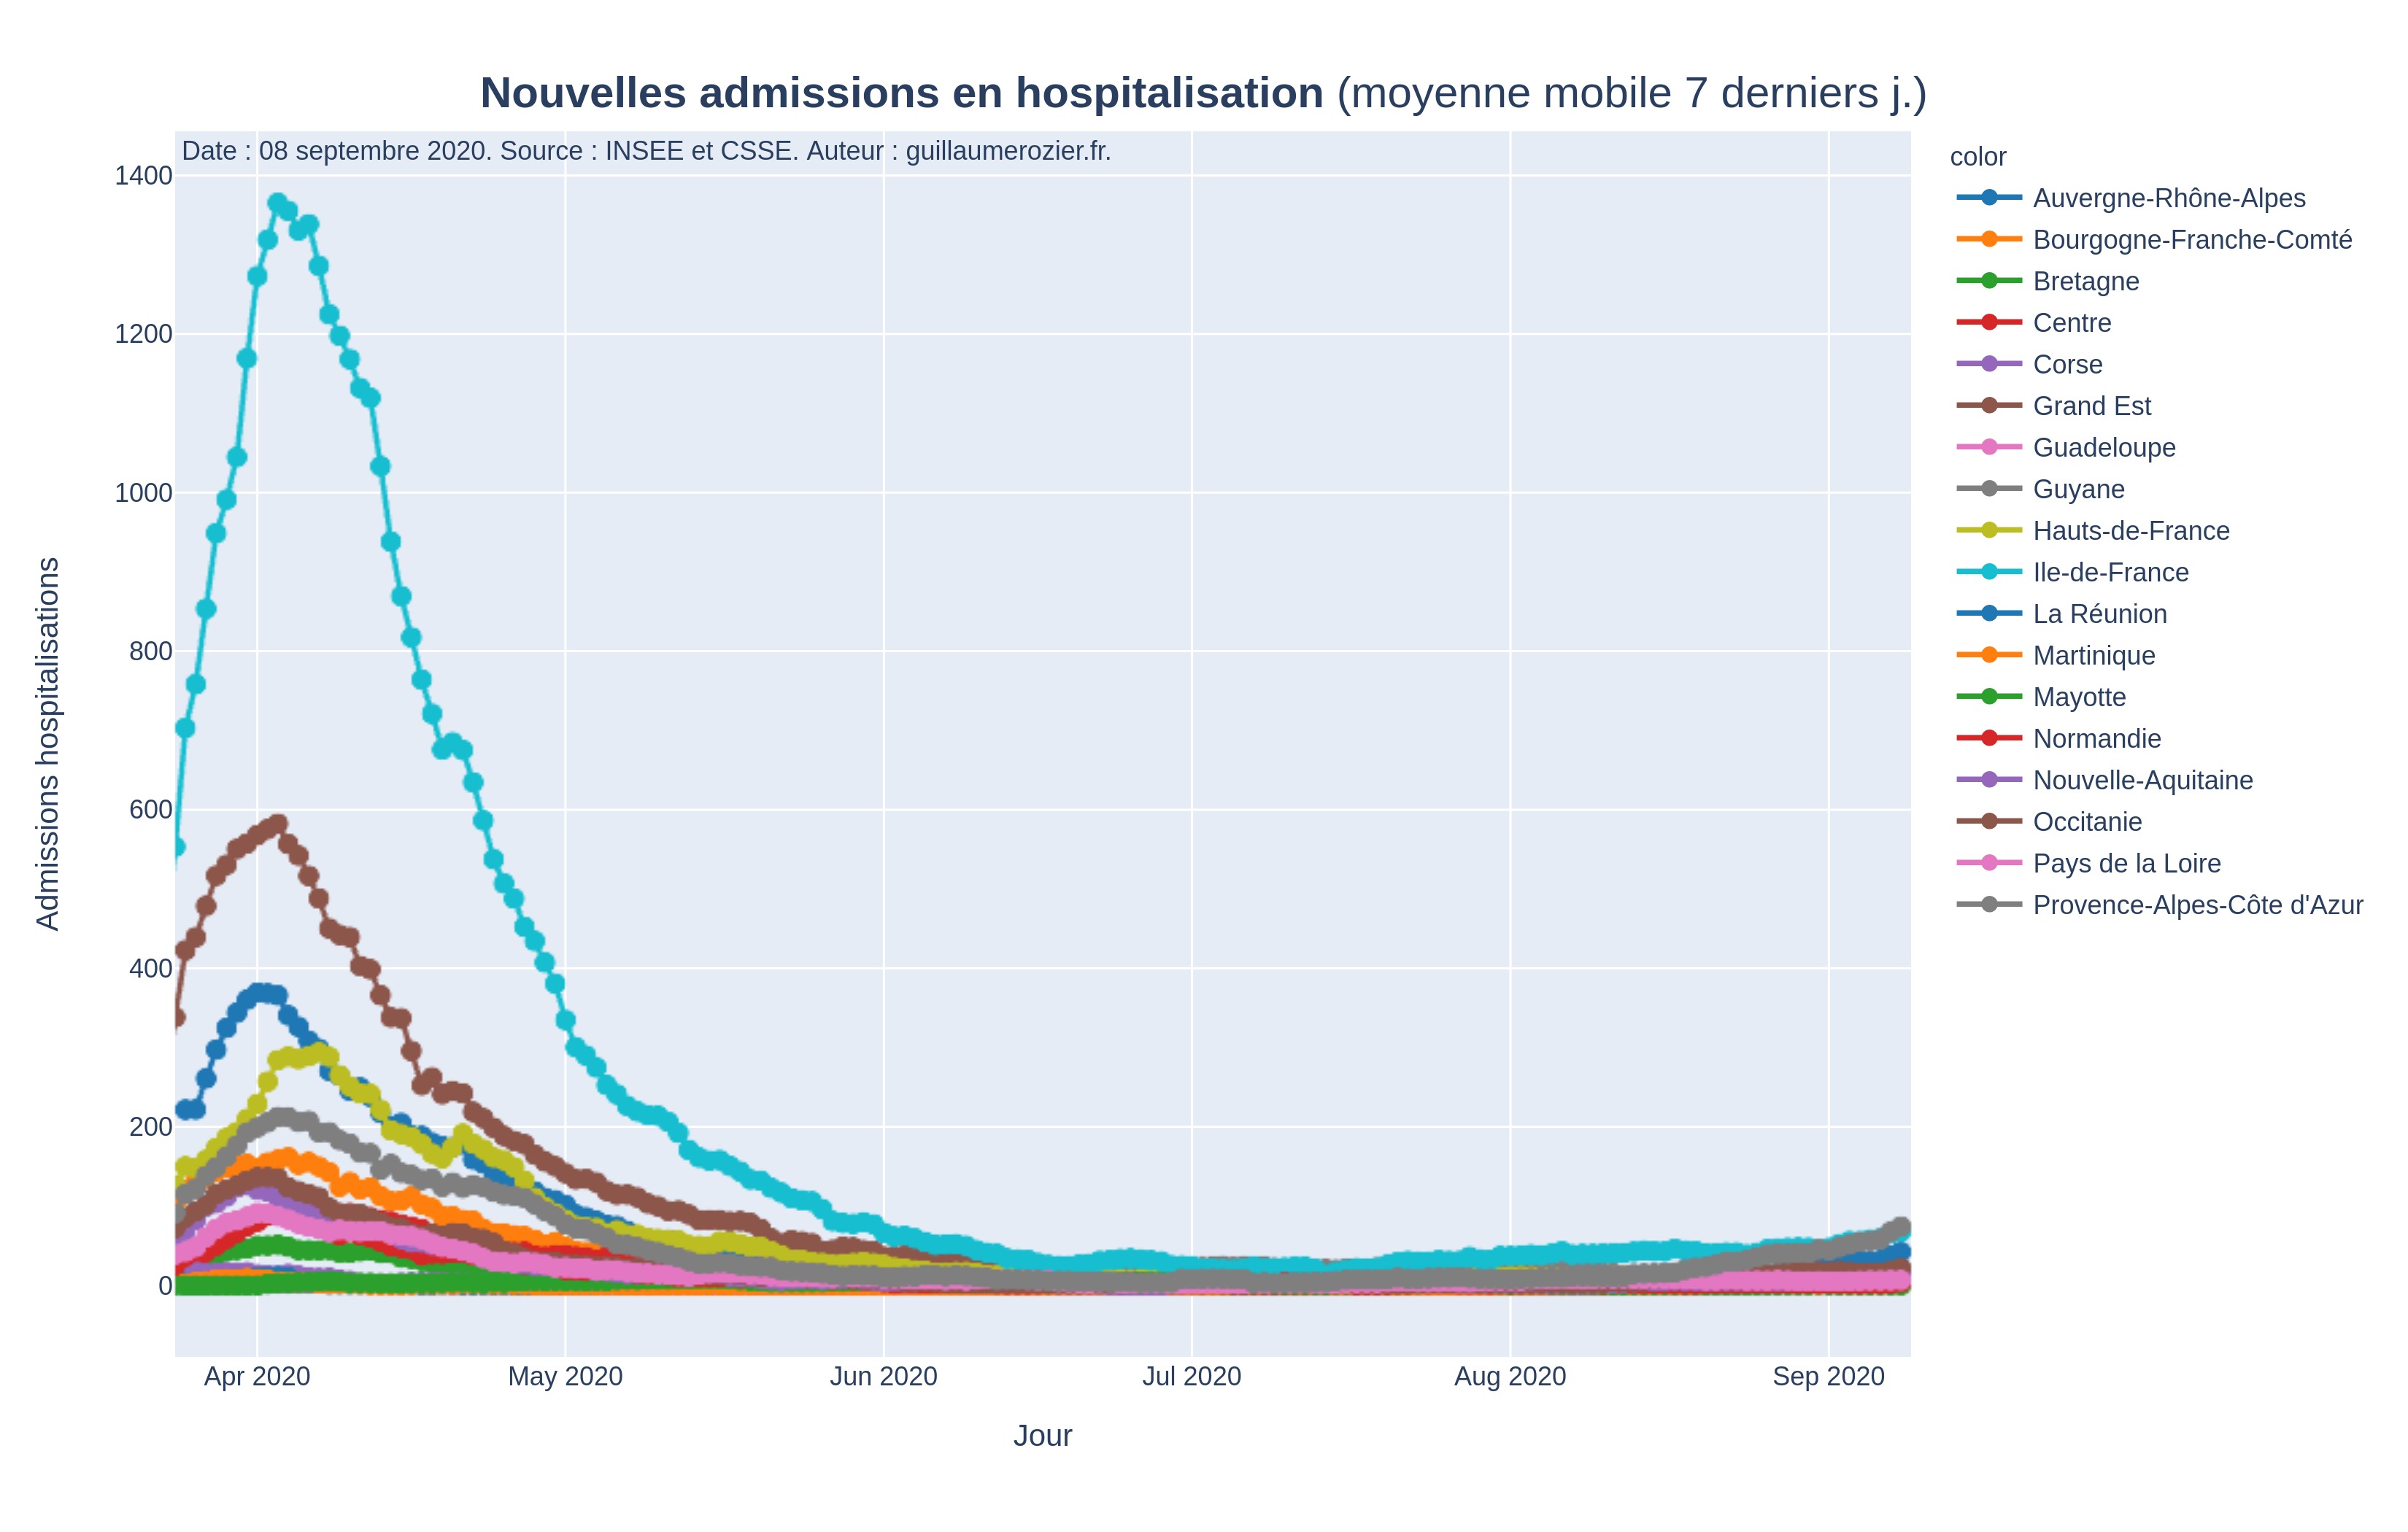 Nouvelles admissions en hospitalisation (moyenne mobile 7 derniers j.)
Date : 08 septembre 2020. Source : INSEE et CSSE. Auteur : guillaumerozier.fr.
1400
1200
1000
800
600
400
200
0
Admissions hospitalisations
Apr 2020
May 2020
Jun 2020
Jul 2020
Aug 2020
Sep 2020
Jour
color
Auvergne-Rhône-Alpes
Bourgogne-Franche-Comté
Bretagne
Centre
Corse
Grand Est
Guadeloupe
Guyane
Hauts-de-France
Ile-de-France
La Réunion
Martinique
Mayotte
Normandie
Nouvelle-Aquitaine
Occitanie
Pays de la Loire
Provence-Alpes-Côte d'Azur